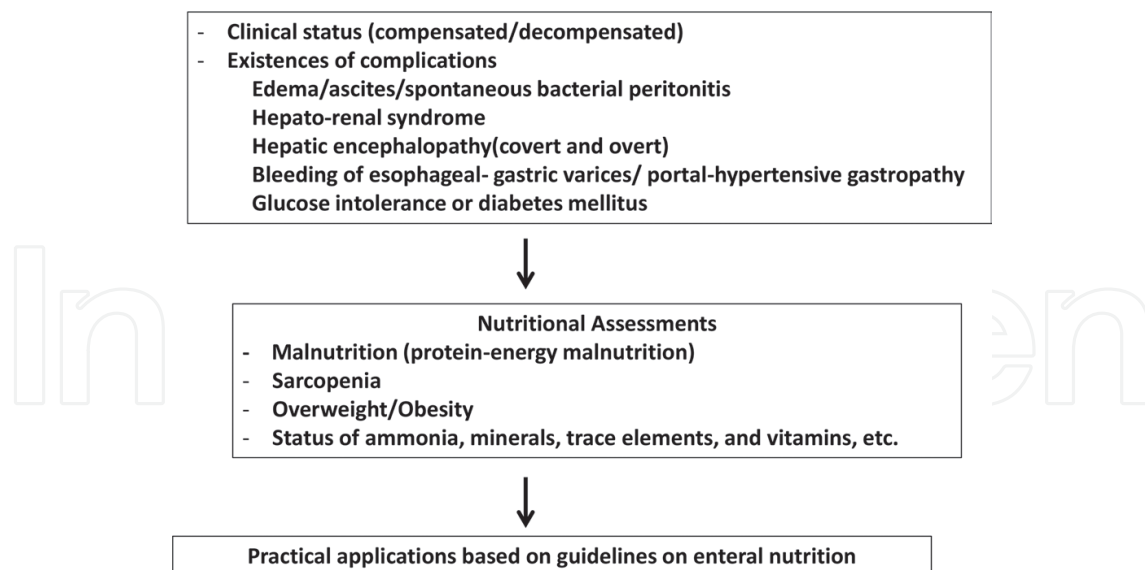 - Clinical status (compensated/decompensated)
- Existences of complications
Edema/ascites/spontaneous bacterial peritonitis
Hepato-renal syndrome
Hepatic encephalopathy(covert and overt)
Bleeding of esophageal- gastric varices/ portal-hypertensive gastropathy
Glucose intolerance or diabetes mellitus
Nutritional Assessments
- Malnutrition (protein-energy malnutrition)
- Sarcopenia
- Overweight/Obesity
- Status of ammonia, minerals, trace elements, and vitamins, etc.
Practical applications based on guidelines on enteral nutrition